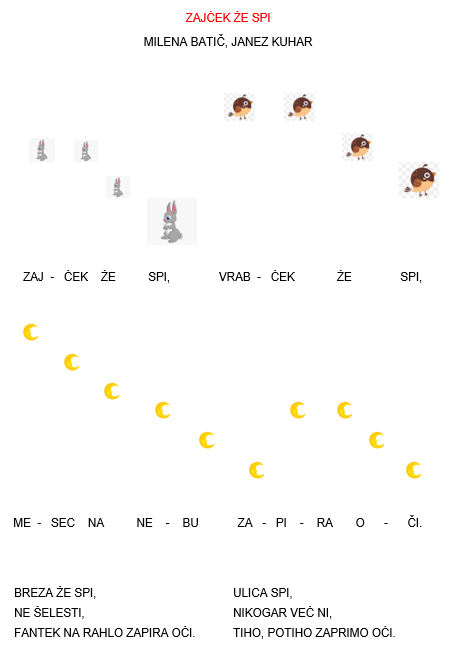 ZAJČEK ŽE SPI
MILENA BATIČ, JANEZ KUHAR
ZAJ - ČEK ŽE SPI, VRAB - ČEK ŽE SPI,
ME - SEC NA NE - BU ZA - PI - RA O - ČI.
BREZA ŽE SPI,
NE ŠELESTI,
FANTEK NA RAHLO ZAPIRA OČI.
ULICA SPI,
NIKOGAR VEČ NI,
TIHO, POTIHO ZAPRIMO OČI.